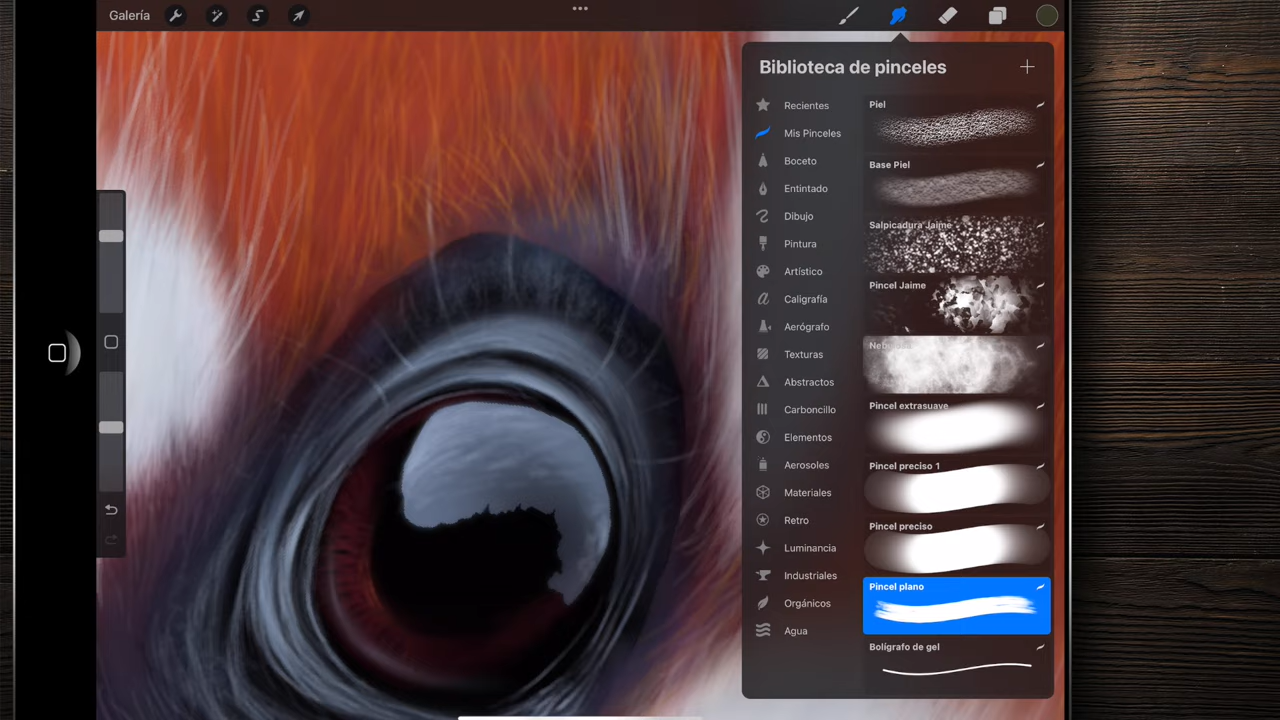 Galería
Biblioteca de pinceles
Recientes
Mis Pinceles
Boceto
Entintado
Dibujo
Pintura
Artístico
Caligrafía
Aerógrafo
Texturas
Abstractos
Carboncillo
Elementos
Aerosoles
Materiales
Retro
Luminancia
Industriales
Orgánicos
Agua
Piel
Base Piel
Salpicadura Jaime
Pincel Jaime
Pincel extrasuave
Pincel preciso 1
Pincel preciso
Pincel plano
Bolígrafo de gel